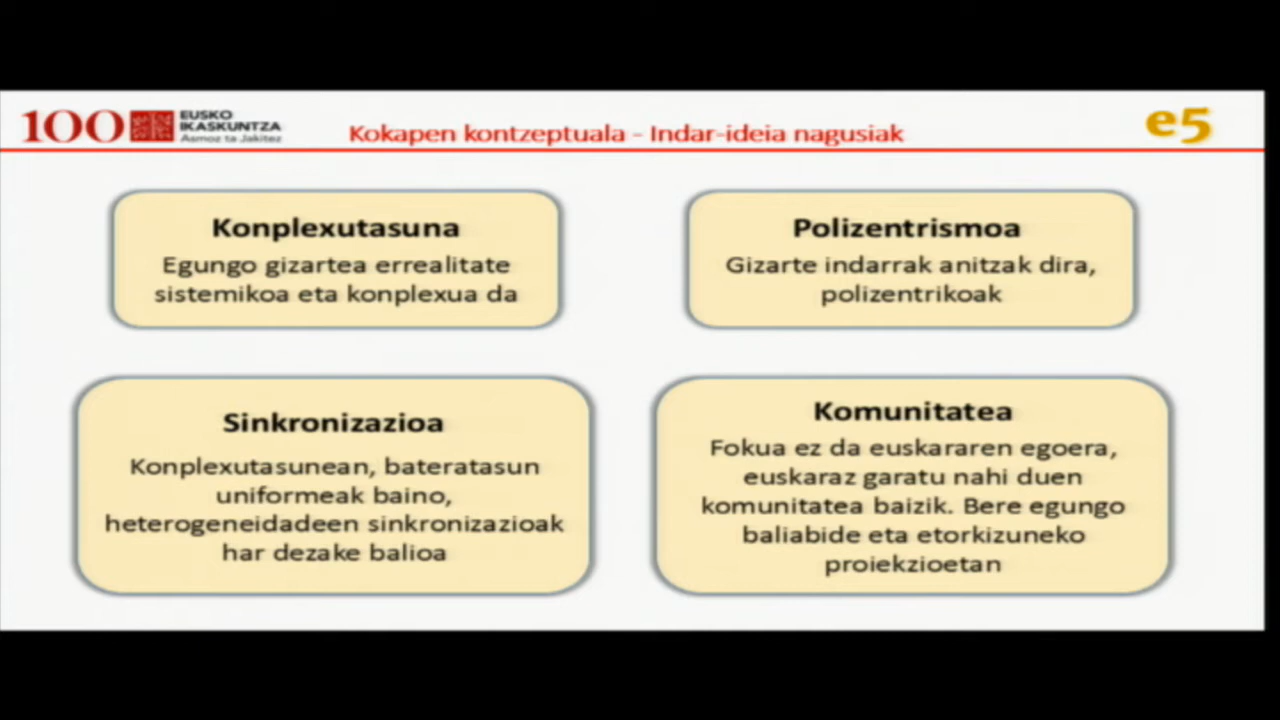 100 EUSKO
IKASKUNTZA
Asmoz ta Jakitez
Kokapen kontzeptuala - Indar-ideia nagusiak
e5
Konplexutasuna
Egungo gizartea errealitate
sistemikoa eta konplexua da
Polizentrismoa
Gizarte indarrak anitzak dira,
polizentrikoak
Sinkronizazioa
Konplexutasunean, bateratasun
uniformeak baino,
heterogeneidadeen sinkronizazioak
har dezake balioa
Komunitatea
Fokua ez da euskararen egoera,
euskaraz garatu nahi duen
komunitatea baizik. Bere egungo
baliabide eta etorkizuneko
proiekzioetan